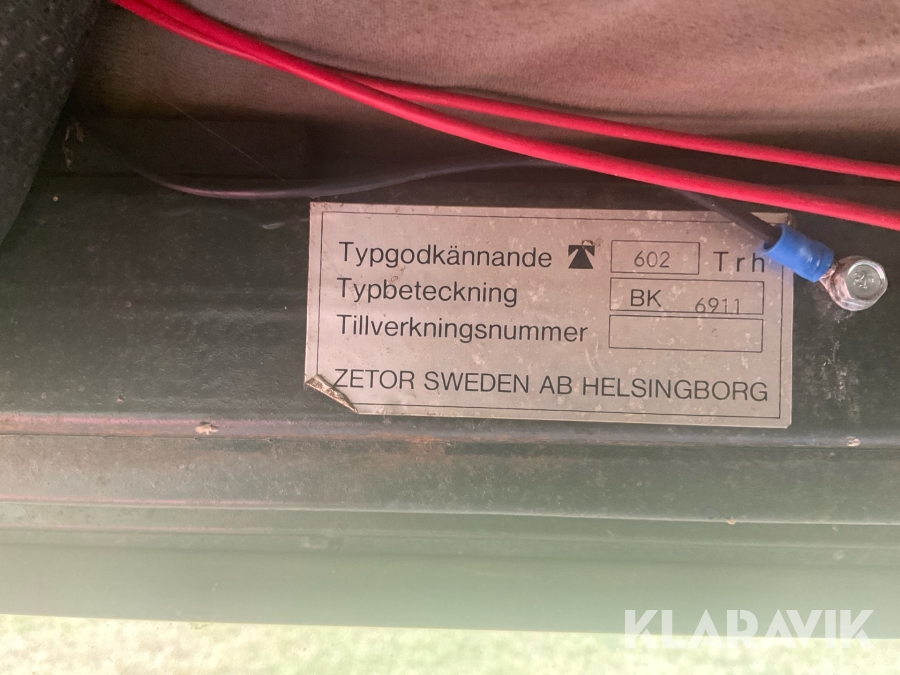 Typgodkännande 602 Trh
Typbeteckning BK 6911
Tillverkningsnummer
ZETOR SWEDEN AB HELSINGBORG
KLARAVIK